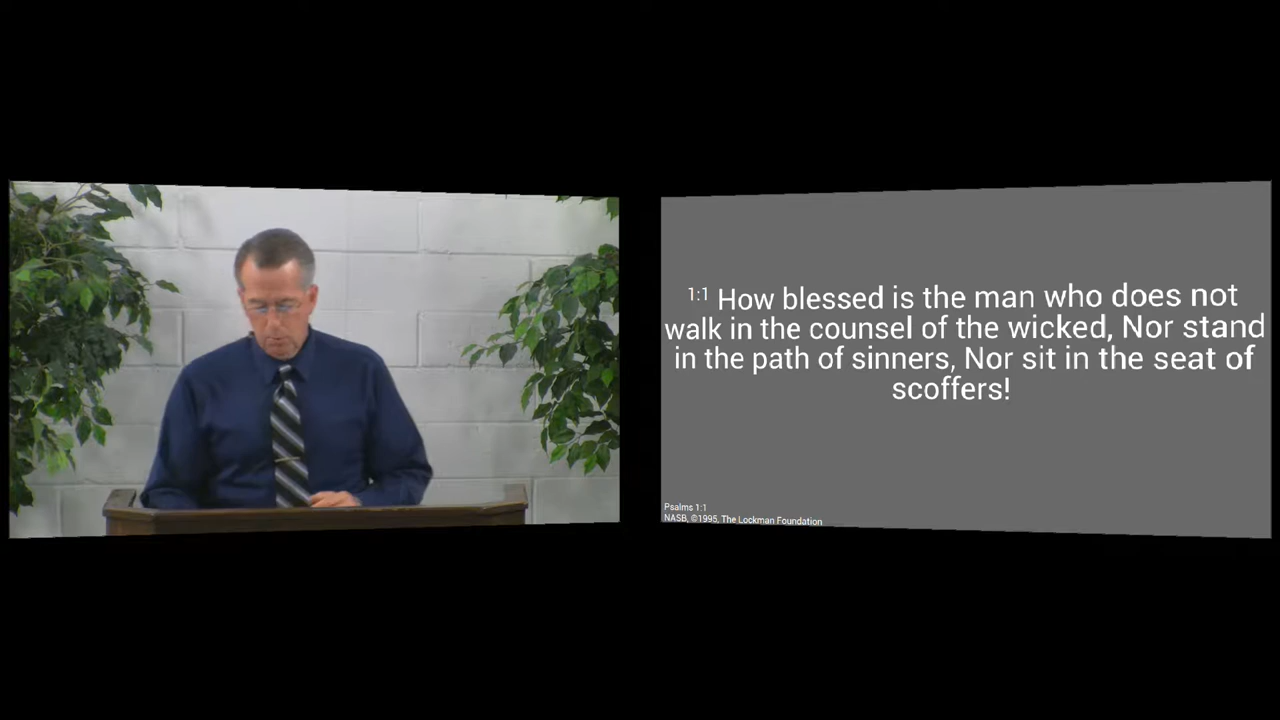 1:1 How blessed is the man who does not
walk in the counsel of the wicked, Nor stand
in the path of sinners, Nor sit in the seat of
scoffers!
Psalms 1:1
NASB, ©1995, The Lockman Foundation